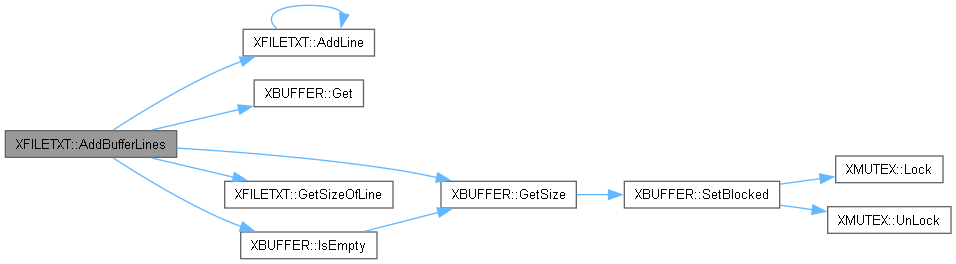 XFILETXT::AddLine
XBUFFER::Get
XFILETXT::AddBufferLines
XMUTEX::Lock
XFILETXT::GetSizeOfLine
XBUFFER::GetSize
XBUFFER::SetBlocked
XMUTEX::UnLock
XBUFFER::IsEmpty